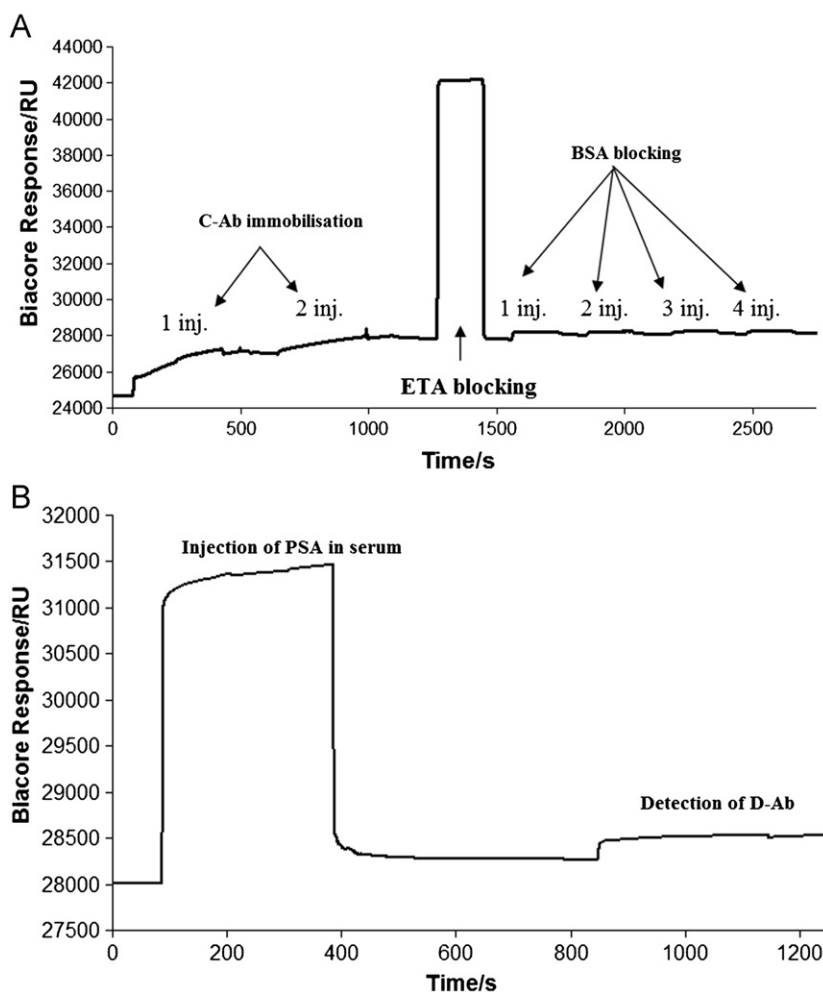 A
Biacore Response/RU
44000
42000
40000
38000
36000
34000
32000
30000
28000
26000
24000
C-Ab immobilisation
1 inj.
2 inj.
ETA blocking
BSA blocking
1 inj.
2 inj.
3 inj.
4 inj.
0
500
1000
1500
2000
2500
Time/s
B
Biacore Response/RU
32000
31500
31000
30500
30000
29500
29000
28500
28000
27500
Injection of PSA in serum
Detection of D-Ab
0
200
400
600
800
1000
1200
Time/s